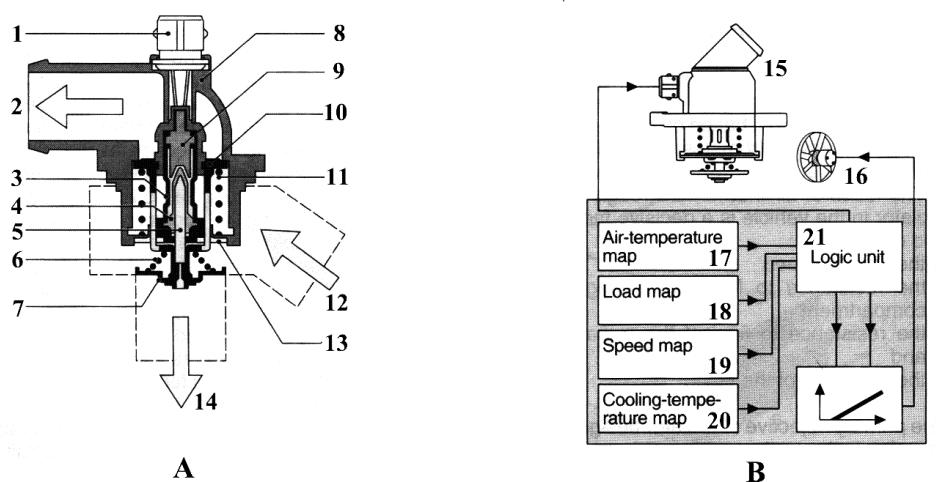 1
2
3
4
5
6
7
8
9
10
11
12
13
14
A
15
16
Air-temperature
map 17
Load map
18
Speed map
19
Cooling-tempe-
rature map 20
21
Logic unit
B